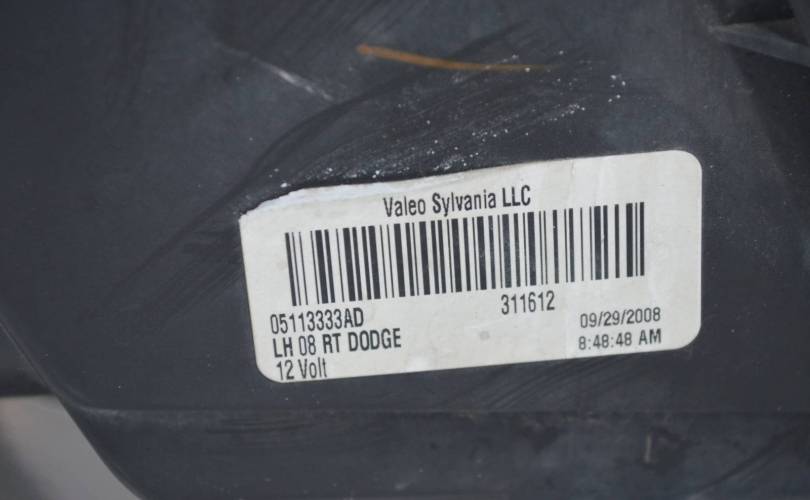 Valeo Sylvania LLC
05113333AD 311612
LH 08 RT DODGE 09/29/2008
12 Volt 8:48:48 AM